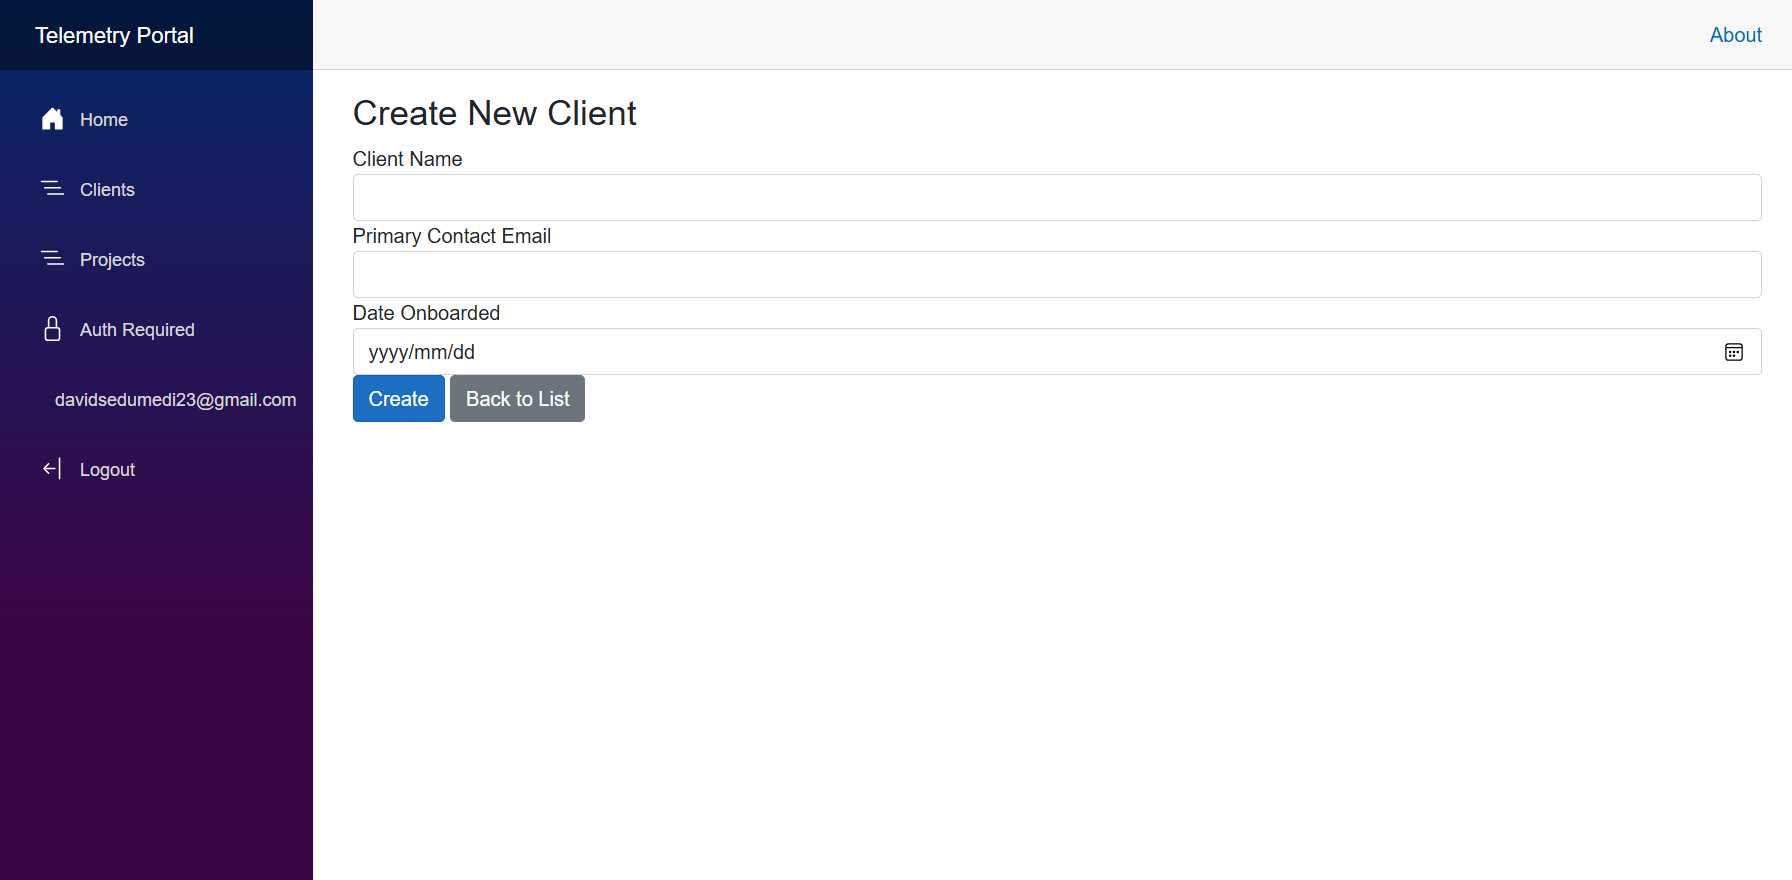 Telemetry Portal
About
Home
Clients
Projects
Auth Required
davidsedumedi23@gmail.com
Logout
Create New Client
Client Name
Primary Contact Email
Date Onboarded
yyyy/mm/dd
Create
Back to List